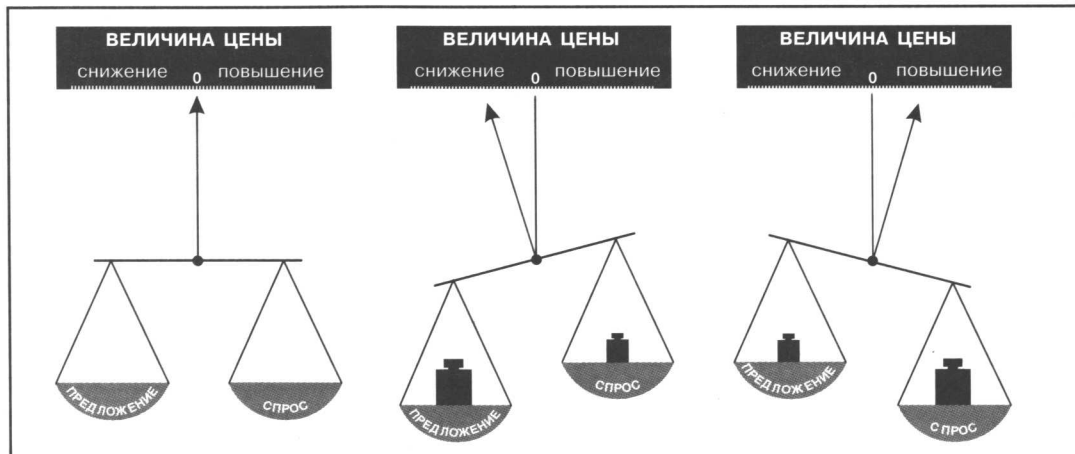 ВЕЛИЧИНА ЦЕНЫ
снижение 0 повышение
ПРЕДЛОЖЕНИЕ
СПРОС
ВЕЛИЧИНА ЦЕНЫ
снижение 0 повышение
ПРЕДЛОЖЕНИЕ
СПРОС
ВЕЛИЧИНА ЦЕНЫ
снижение 0 повышение
ПРЕДЛОЖЕНИЕ
СПРОС